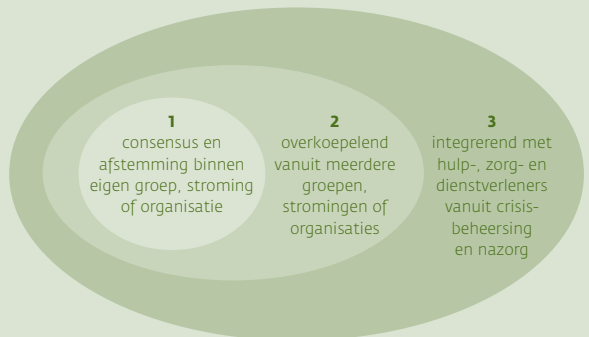 1
consensus en
afstemming binnen
eigen groep, stroming
of organisatie
2
overkoepelend
vanuit meerdere
groepen,
stromingen of
organisaties
3
integrerend met
hulp-, zorg- en
dienstverleners
vanuit crisis-
beheersing
en nazorg